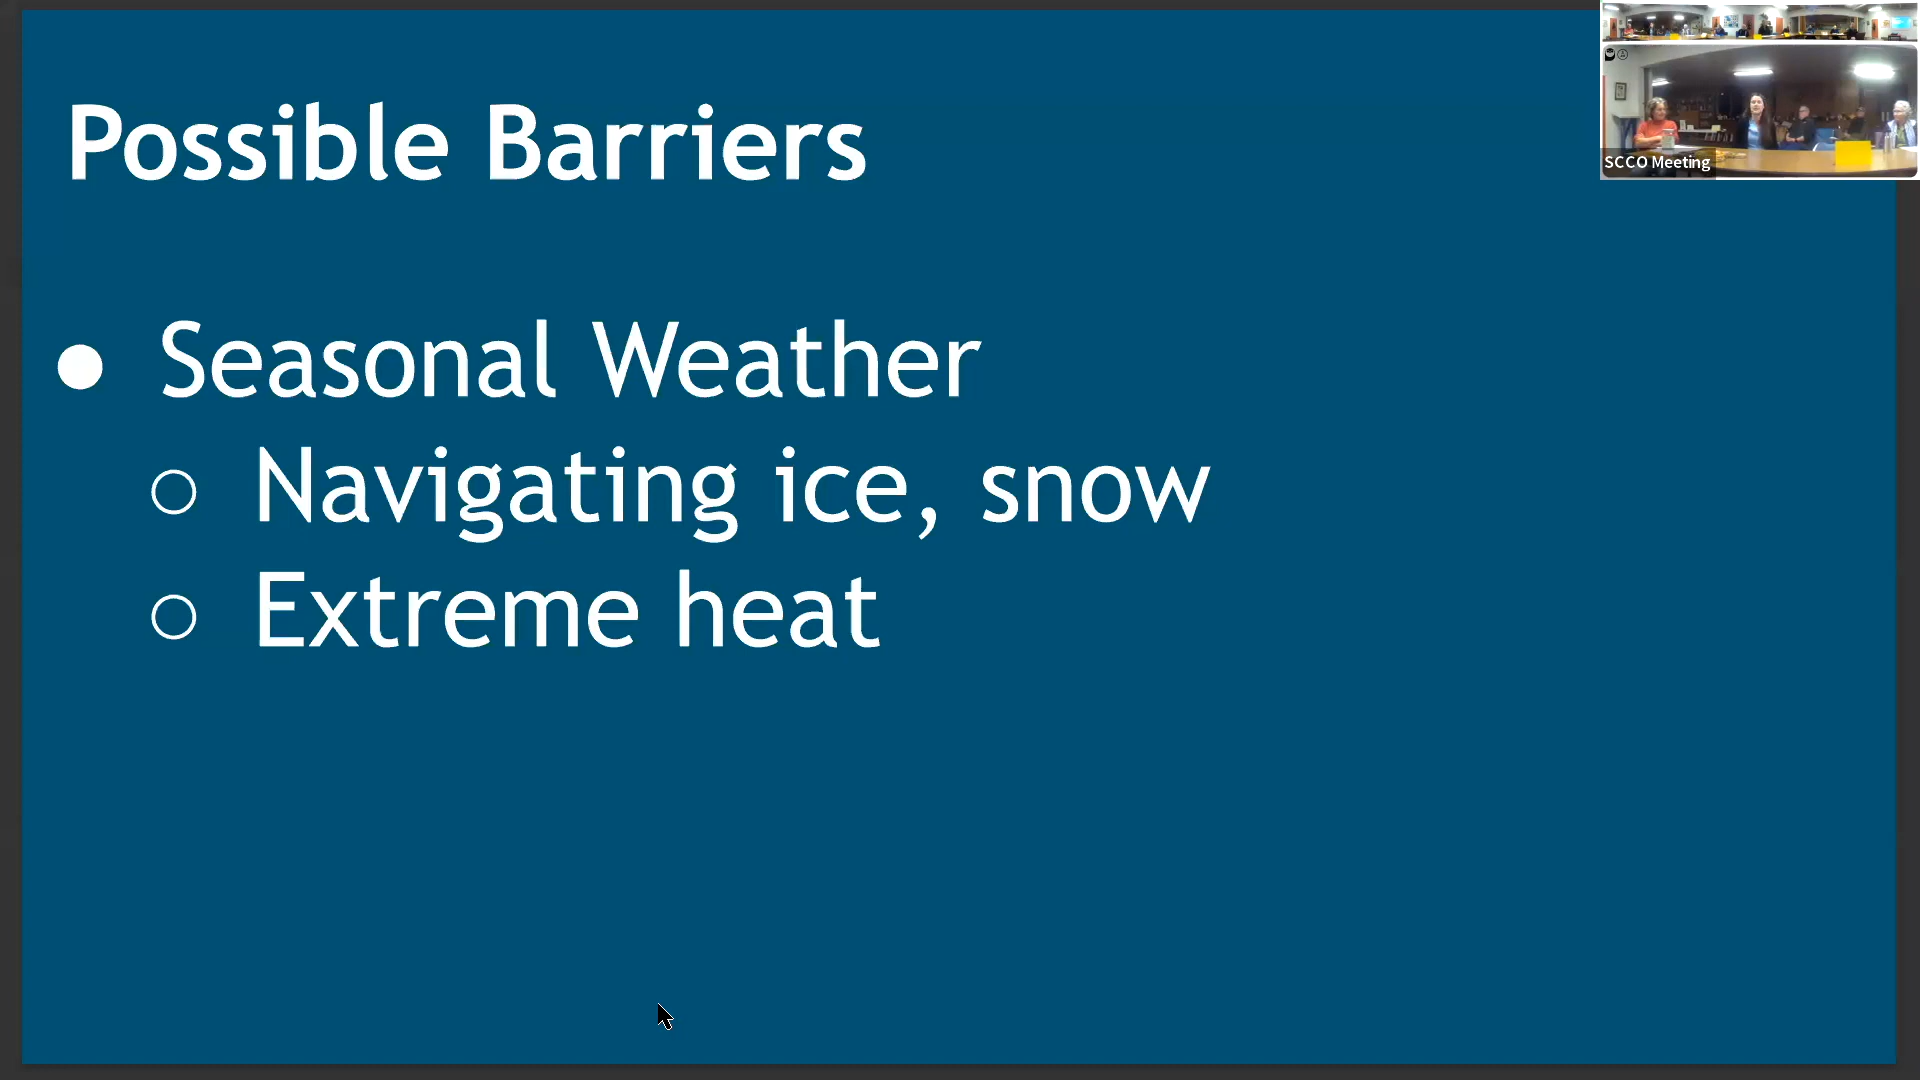 Possible Barriers
● Seasonal Weather
○ Navigating ice, snow
○ Extreme heat
SCCO Meeting